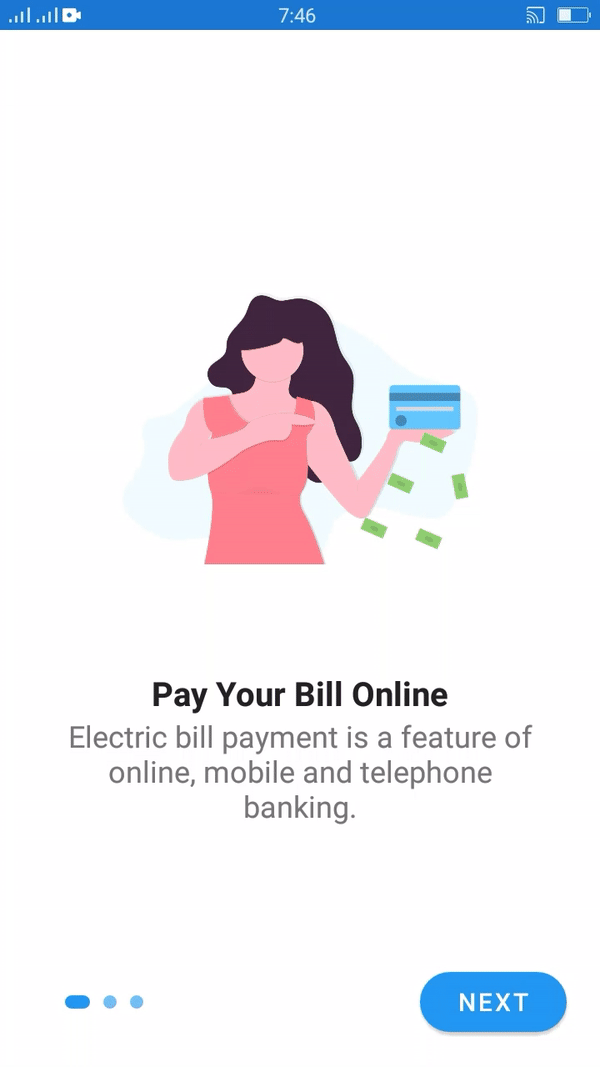 7:46
Pay Your Bill Online
Electric bill payment is a feature of
online, mobile and telephone
banking.
NEXT